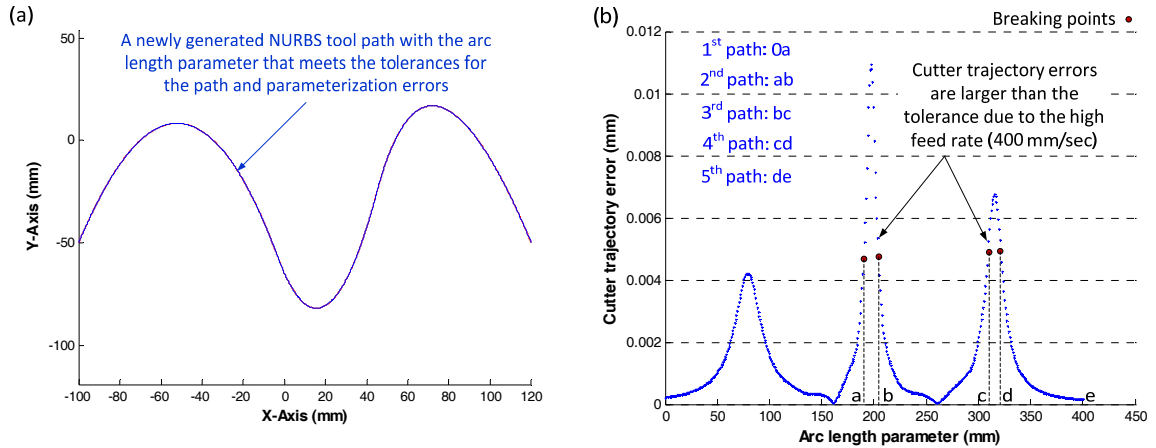 (a)
A newly generated NURBS tool path with the arc
length parameter that meets the tolerances for
the path and parameterization errors
50
0
-50
-100
Y-Axis (mm)
-100 -80 -60 -40 -20 0 20 40 60 80 100 120
X-Axis (mm)
(b)
Breaking points
1st path: 0a
2nd path: ab
3rd path: bc
4th path: cd
5th path: de
Cutter trajectory errors
are larger than the
tolerance due to the high
feed rate (400 mm/sec)
0.012
0.01
0.008
0.006
0.004
0.002
0
Cutter trajectory error (mm)
a b c d e
0 50 100 150 200 250 300 350 400 450
Arc length parameter (mm)